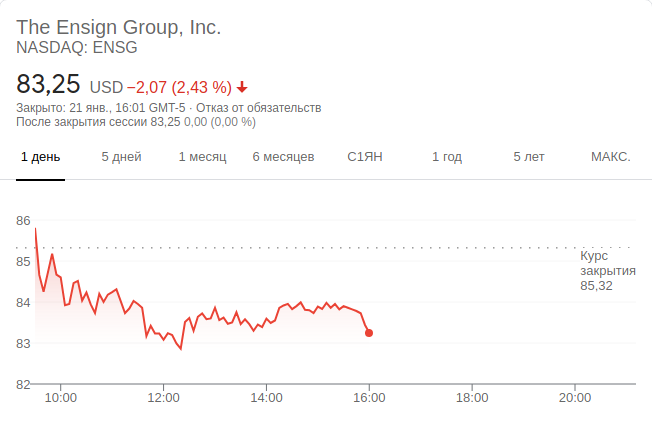 The Ensign Group, Inc.
NASDAQ: ENSG
83,25 USD −2,07 (2,43 %)
Закрыто: 21 янв., 16:01 GMT-5 · Отказ от обязательств
После закрытия сессии 83,25 0,00 (0,00 %)
1 день 5 дней 1 месяц 6 месяцев С1ЯН 1 год 5 лет МАКС.
86
85
84
83
82
Курс
закрытия
85,32
10:00 12:00 14:00 16:00 18:00 20:00